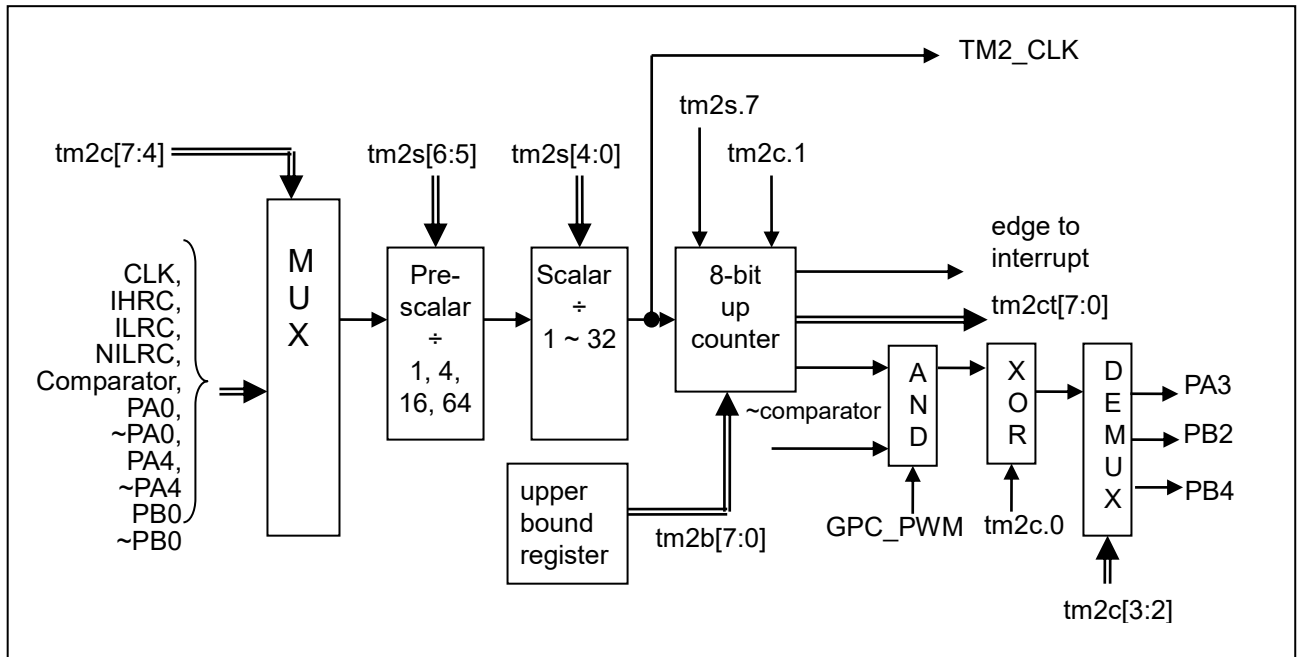 TM2_CLK
tm2s.7
tm2c[7:4]
tm2s[6:5]
tm2s[4:0]
tm2c.1
CLK,
IHRC,
ILRC,
NILRC,
Comparator,
PA0,
~PA0,
PA4,
~PA4
PB0
~PB0
M
U
X
Pre-
scalar
÷
1, 4,
16, 64
Scalar
÷
1 ~ 32
8-bit
up
counter
edge to
interrupt
tm2ct[7:0]
~comparator
A
N
D
X
O
R
D
E
M
U
X
PA3
PB2
PB4
upper
bound
register
tm2b[7:0]
GPC_PWM
tm2c.0
tm2c[3:2]